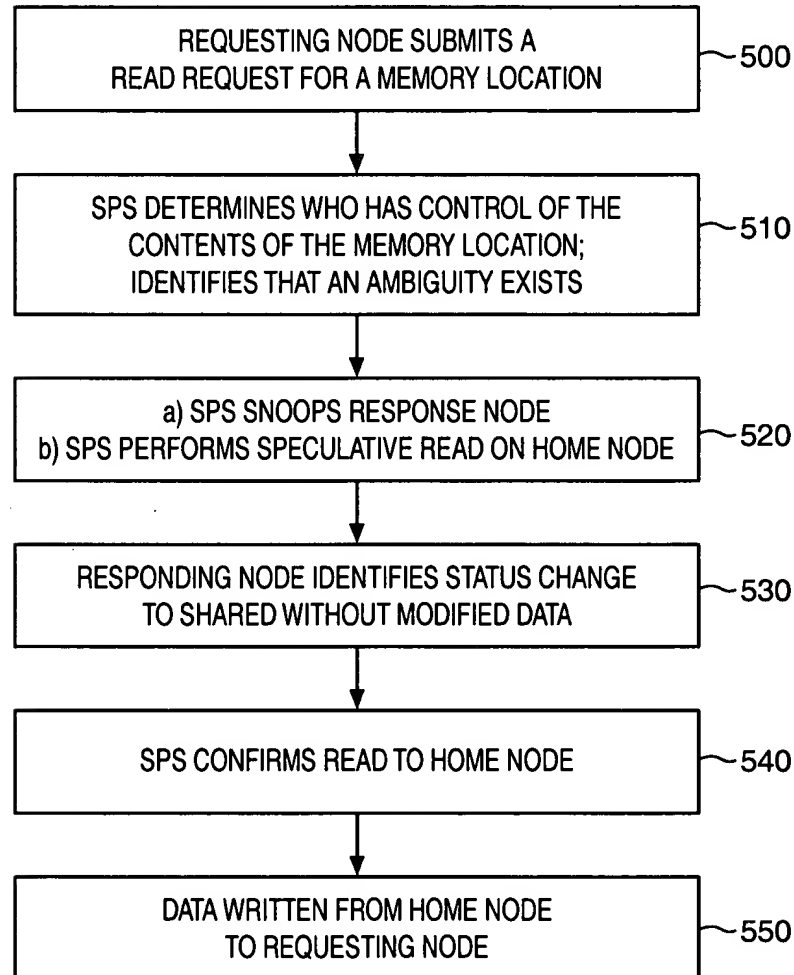 REQUESTING NODE SUBMITS A
READ REQUEST FOR A MEMORY LOCATION
500
SPS DETERMINES WHO HAS CONTROL OF THE
CONTENTS OF THE MEMORY LOCATION;
IDENTIFIES THAT AN AMBIGUITY EXISTS
510
a) SPS SNOOPS RESPONSE NODE
b) SPS PERFORMS SPECULATIVE READ ON HOME NODE
520
RESPONDING NODE IDENTIFIES STATUS CHANGE
TO SHARED WITHOUT MODIFIED DATA
530
SPS CONFIRMS READ TO HOME NODE
540
DATA WRITTEN FROM HOME NODE
TO REQUESTING NODE
550